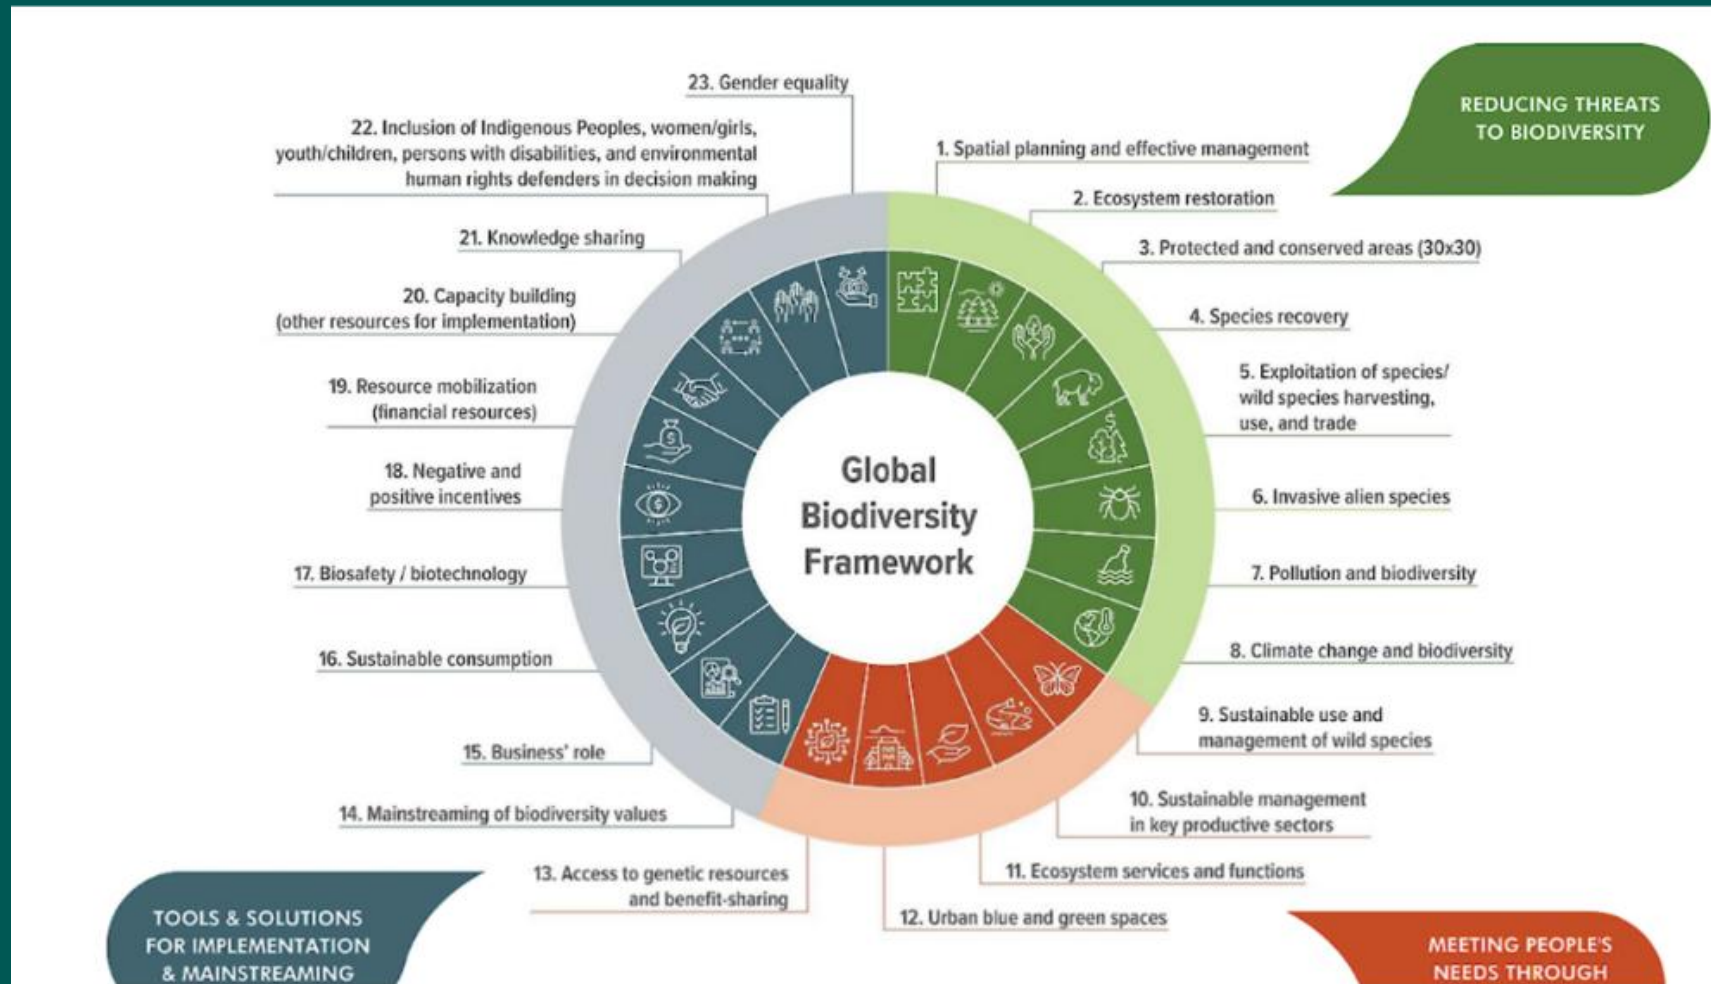 23. Gender equality
22. Inclusion of Indigenous Peoples, women/girls,
youth/children, persons with disabilities, and environmental
human rights defenders in decision making
21. Knowledge sharing
20. Capacity building
(other resources for implementation)
19. Resource mobilization
(financial resources)
18. Negative and
positive incentives
17. Biosafety / biotechnology
16. Sustainable consumption
15. Business' role
14. Mainstreaming of biodiversity values
13. Access to genetic resources
and benefit-sharing
TOOLS & SOLUTIONS
FOR IMPLEMENTATION
& MAINSTREAMING
Global
Biodiversity
Framework
REDUCING THREATS
TO BIODIVERSITY
1. Spatial planning and effective management
2. Ecosystem restoration
3. Protected and conserved areas (30x30)
4. Species recovery
5. Exploitation of species/
wild species harvesting,
use, and trade
6. Invasive alien species
7. Pollution and biodiversity
8. Climate change and biodiversity
9. Sustainable use and
management of wild species
10. Sustainable management
in key productive sectors
11. Ecosystem services and functions
12. Urban blue and green spaces
MEETING PEOPLE'S
NEEDS THROUGH